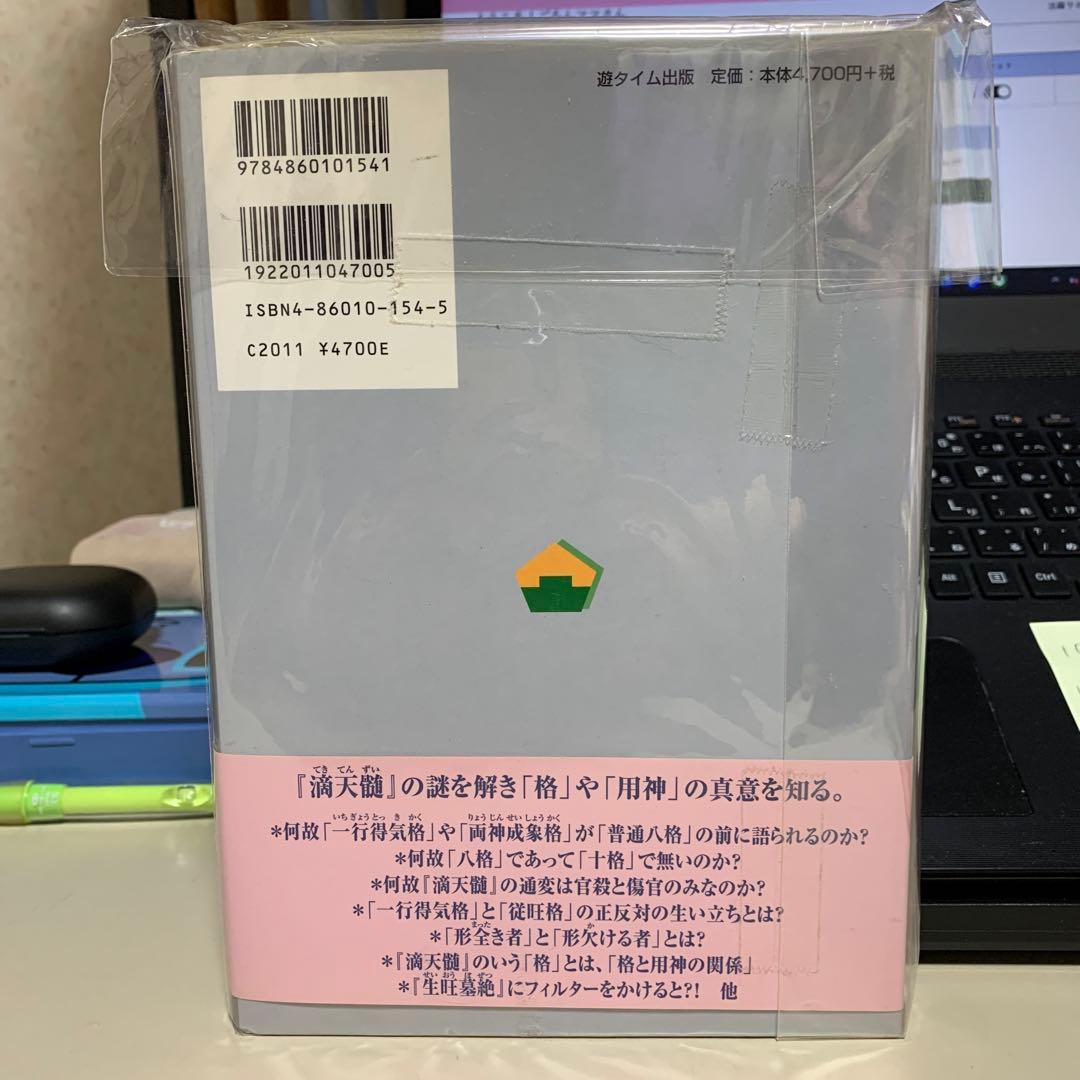 遊タイム出版 定価：本体4,700円＋税
9784860101541
1922011047005
ISBN4-86010-154-5
C2011 ¥4700E
『滴天髄』の謎を解き「格」や「用神」の真意を知る。
＊何故「一行得気格」や「両神成象格」が「普通八格」の前に語られるのか?
＊何故「八格」であって「十格」で無いのか?
＊何故『滴天髄』の通変は官殺と傷官のみなのか?
＊「一行得気格」と「従旺格」の正反対の生い立ちとは?
＊「形全き者」と「形欠ける者」とは?
＊『滴天髄』のいう「格」とは、「格と用神の関係」
＊『生旺墓絶』にフィルターをかけると?! 他
Alt
Ctrl